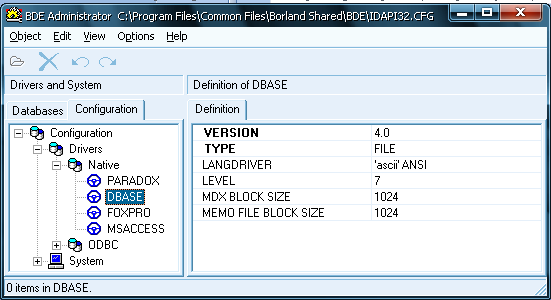 BDE Administrator C:\Program Files\Common Files\Borland Shared\BDE\IDAPI32.CFG
Object Edit View Options Help
Drivers and System Definition of DBASE
Databases Configuration Definition
Configuration
Drivers
Native
PARADOX
DBASE
FOXPRO
MSACCESS
ODBC
System
VERSION 4.0
TYPE FILE
LANGDRIVER 'ascii' ANSI
LEVEL 7
MDX BLOCK SIZE 1024
MEMO FILE BLOCK SIZE 1024
0 items in DBASE.